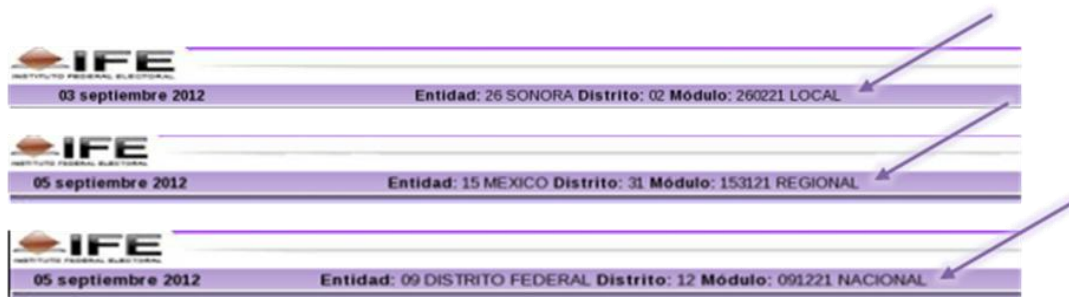 IFE
INSTITUTO FEDERAL ELECTORAL
03 septiembre 2012 Entidad: 26 SONORA Distrito: 02 Módulo: 260221 LOCAL
IFE
INSTITUTO FEDERAL ELECTORAL
05 septiembre 2012 Entidad: 15 MEXICO Distrito: 31 Módulo: 153121 REGIONAL
IFE
INSTITUTO FEDERAL ELECTORAL
05 septiembre 2012 Entidad: 09 DISTRITO FEDERAL Distrito: 12 Módulo: 091221 NACIONAL